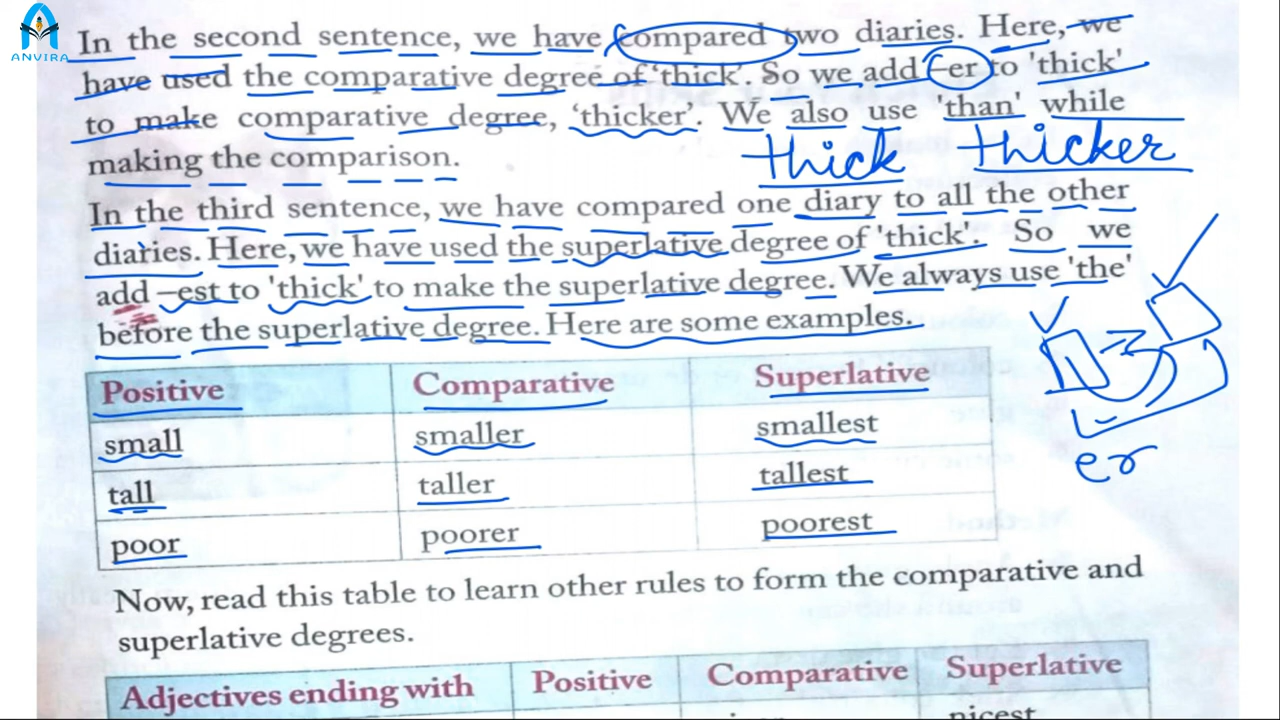 ANVIRA
In the second sentence, we have compared two diaries. Here, we
have used the comparative degree of 'thick'. So we add –er to 'thick'
to make comparative degree, 'thicker'. We also use 'than' while
making the comparison.
thick thicker
In the third sentence, we have compared one diary to all the other
diaries. Here, we have used the superlative degree of 'thick'. So we
add –est to 'thick' to make the superlative degree. We always use 'the'
before the superlative degree. Here are some examples.
Positive Comparative Superlative
small smaller smallest
er
tall taller tallest
poor poorer poorest
Now, read this table to learn other rules to form the comparative and
superlative degrees.
Adjectives ending with Positive Comparative Superlative
nicest